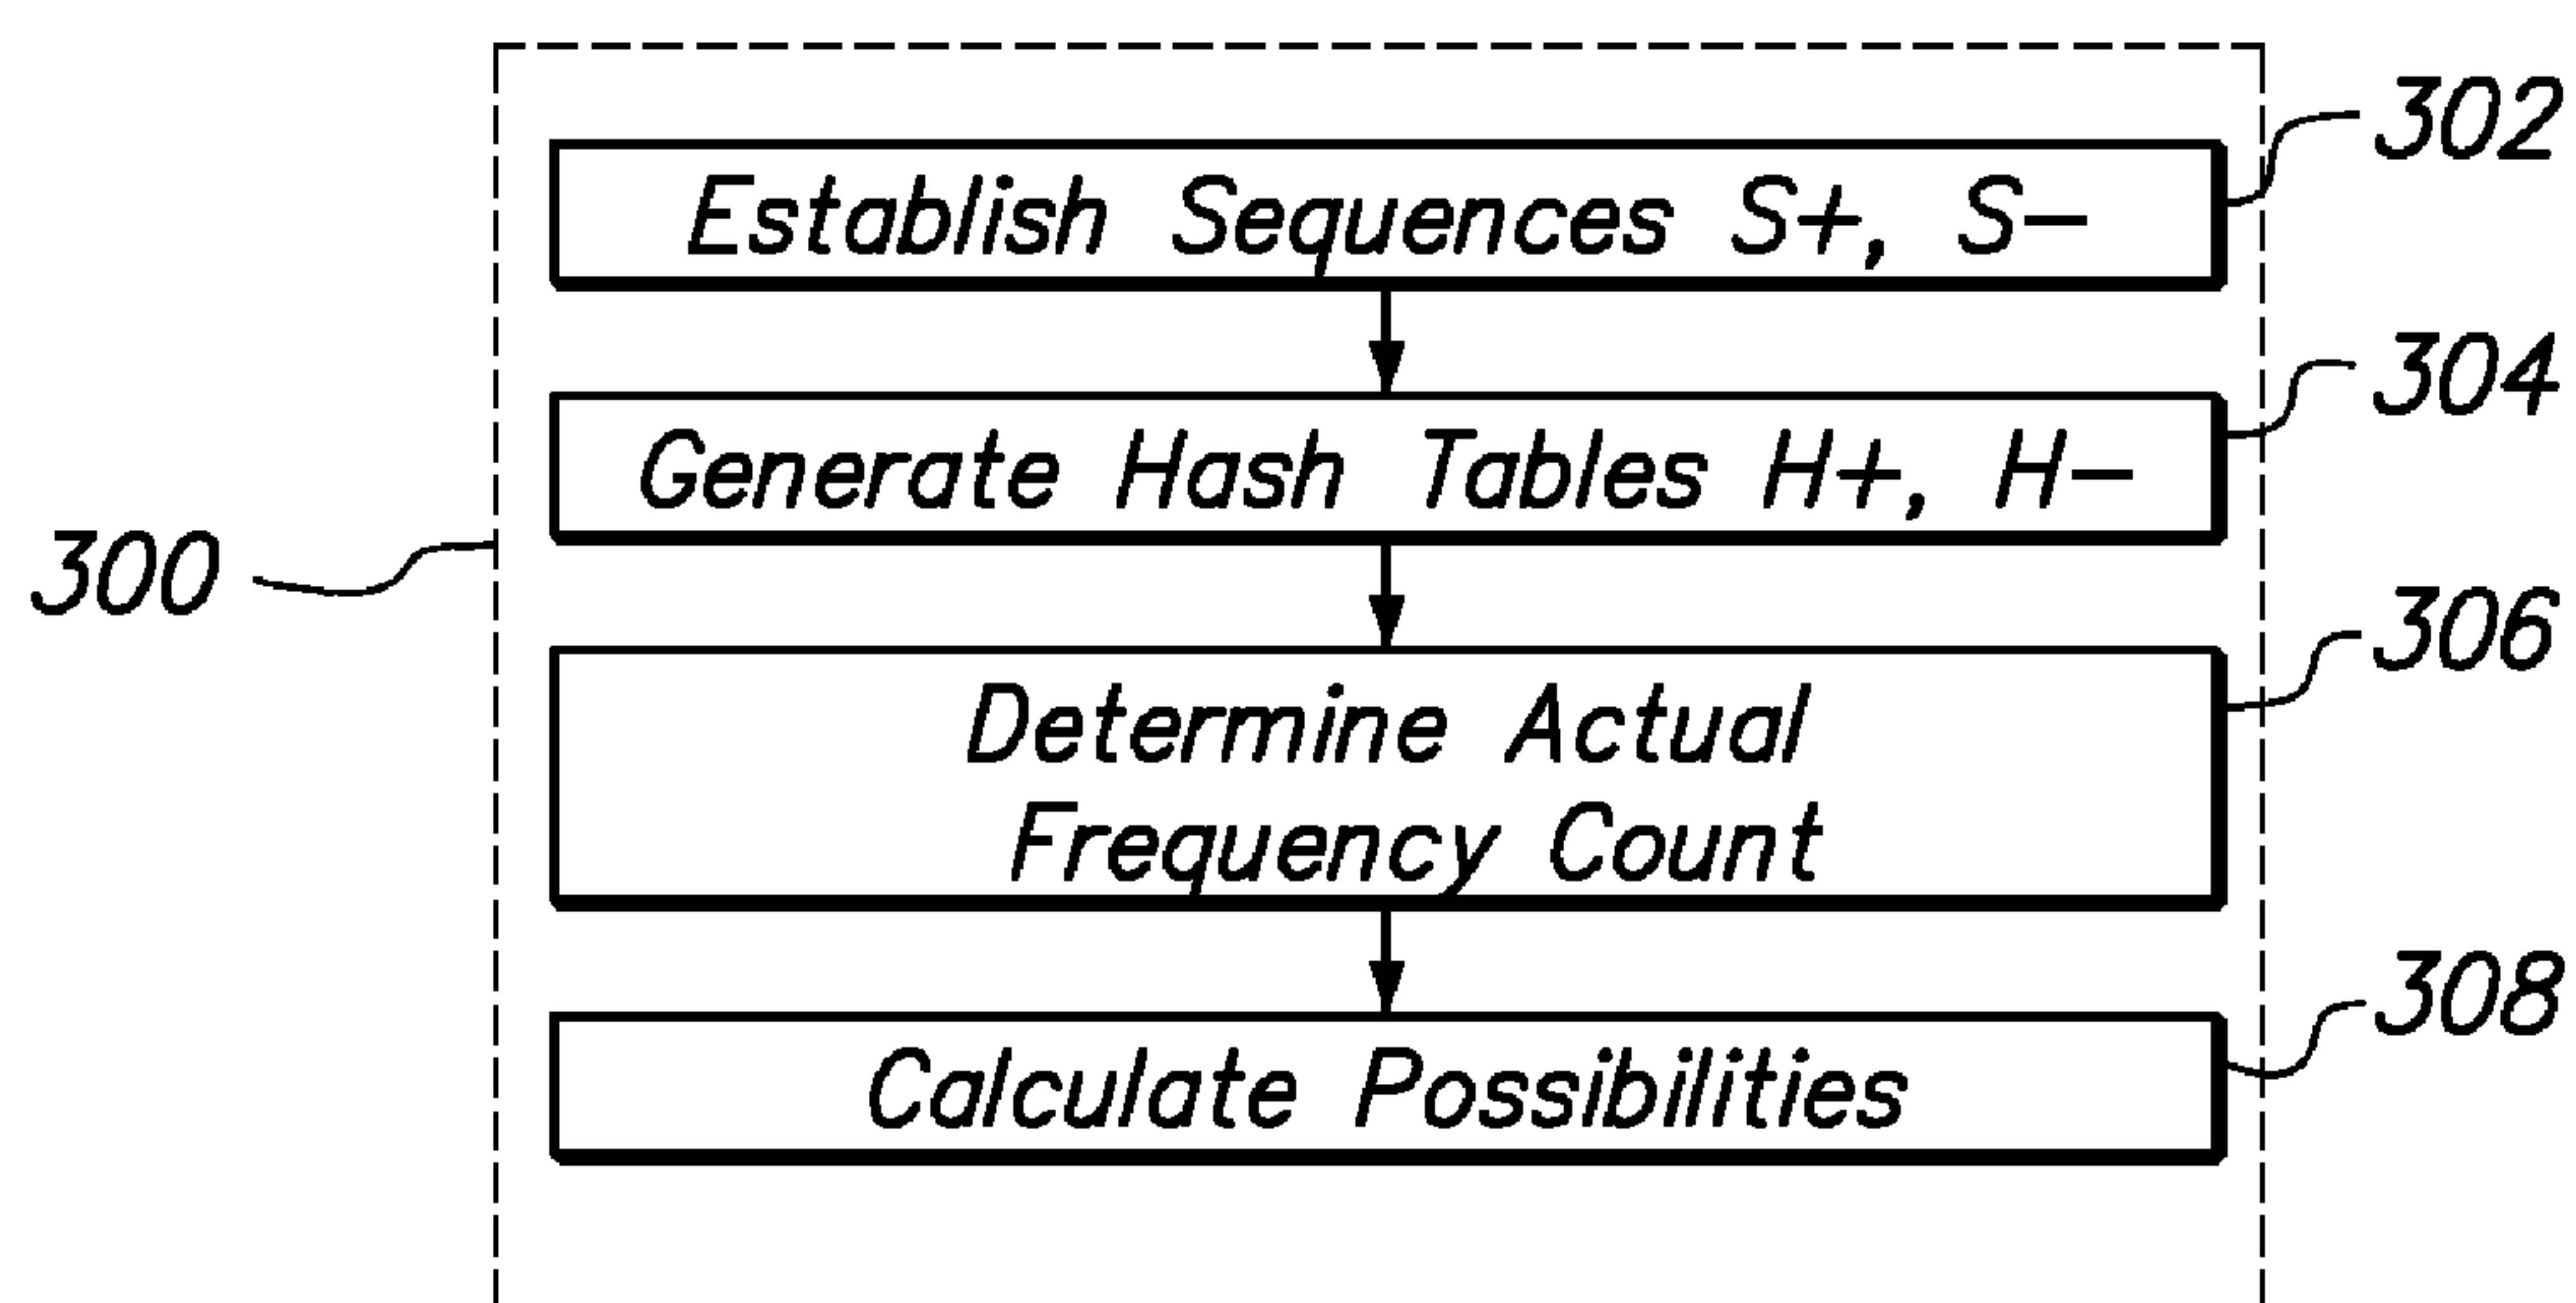 Establish Sequences S+, S−
302
Generate Hash Tables H+, H−
304
300
Determine Actual
Frequency Count
306
Calculate Possibilities
308